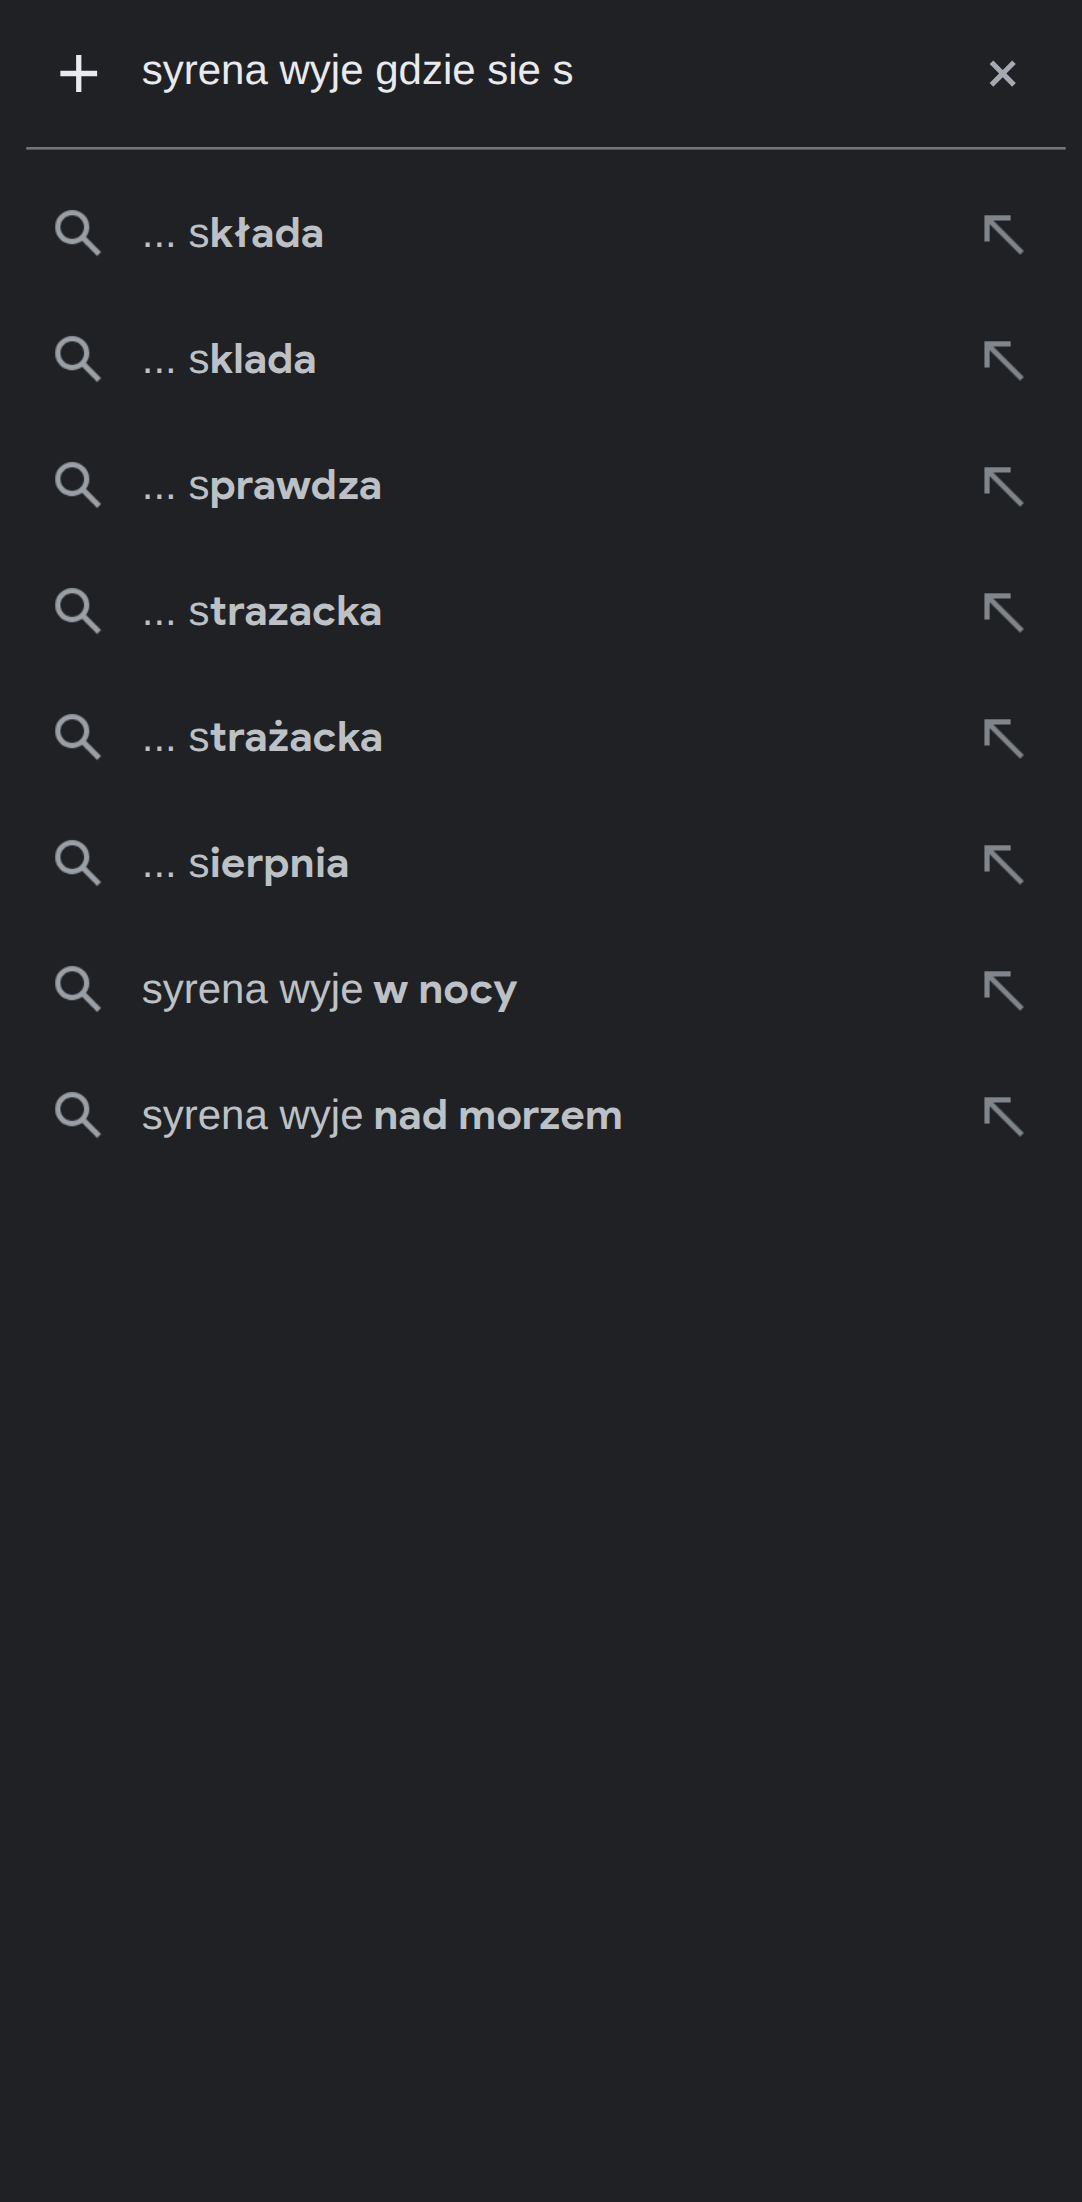 syrena wyje gdzie sie s
... składa
... sklada
... sprawdza
... strazacka
... strażacka
... sierpnia
syrena wyje w nocy
syrena wyje nad morzem